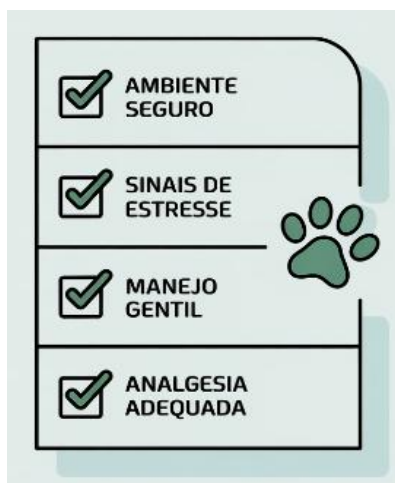 AMBIENTE
SEGURO
SINAIS DE
ESTRESSE
MANEJO
GENTIL
ANALGESIA
ADEQUADA